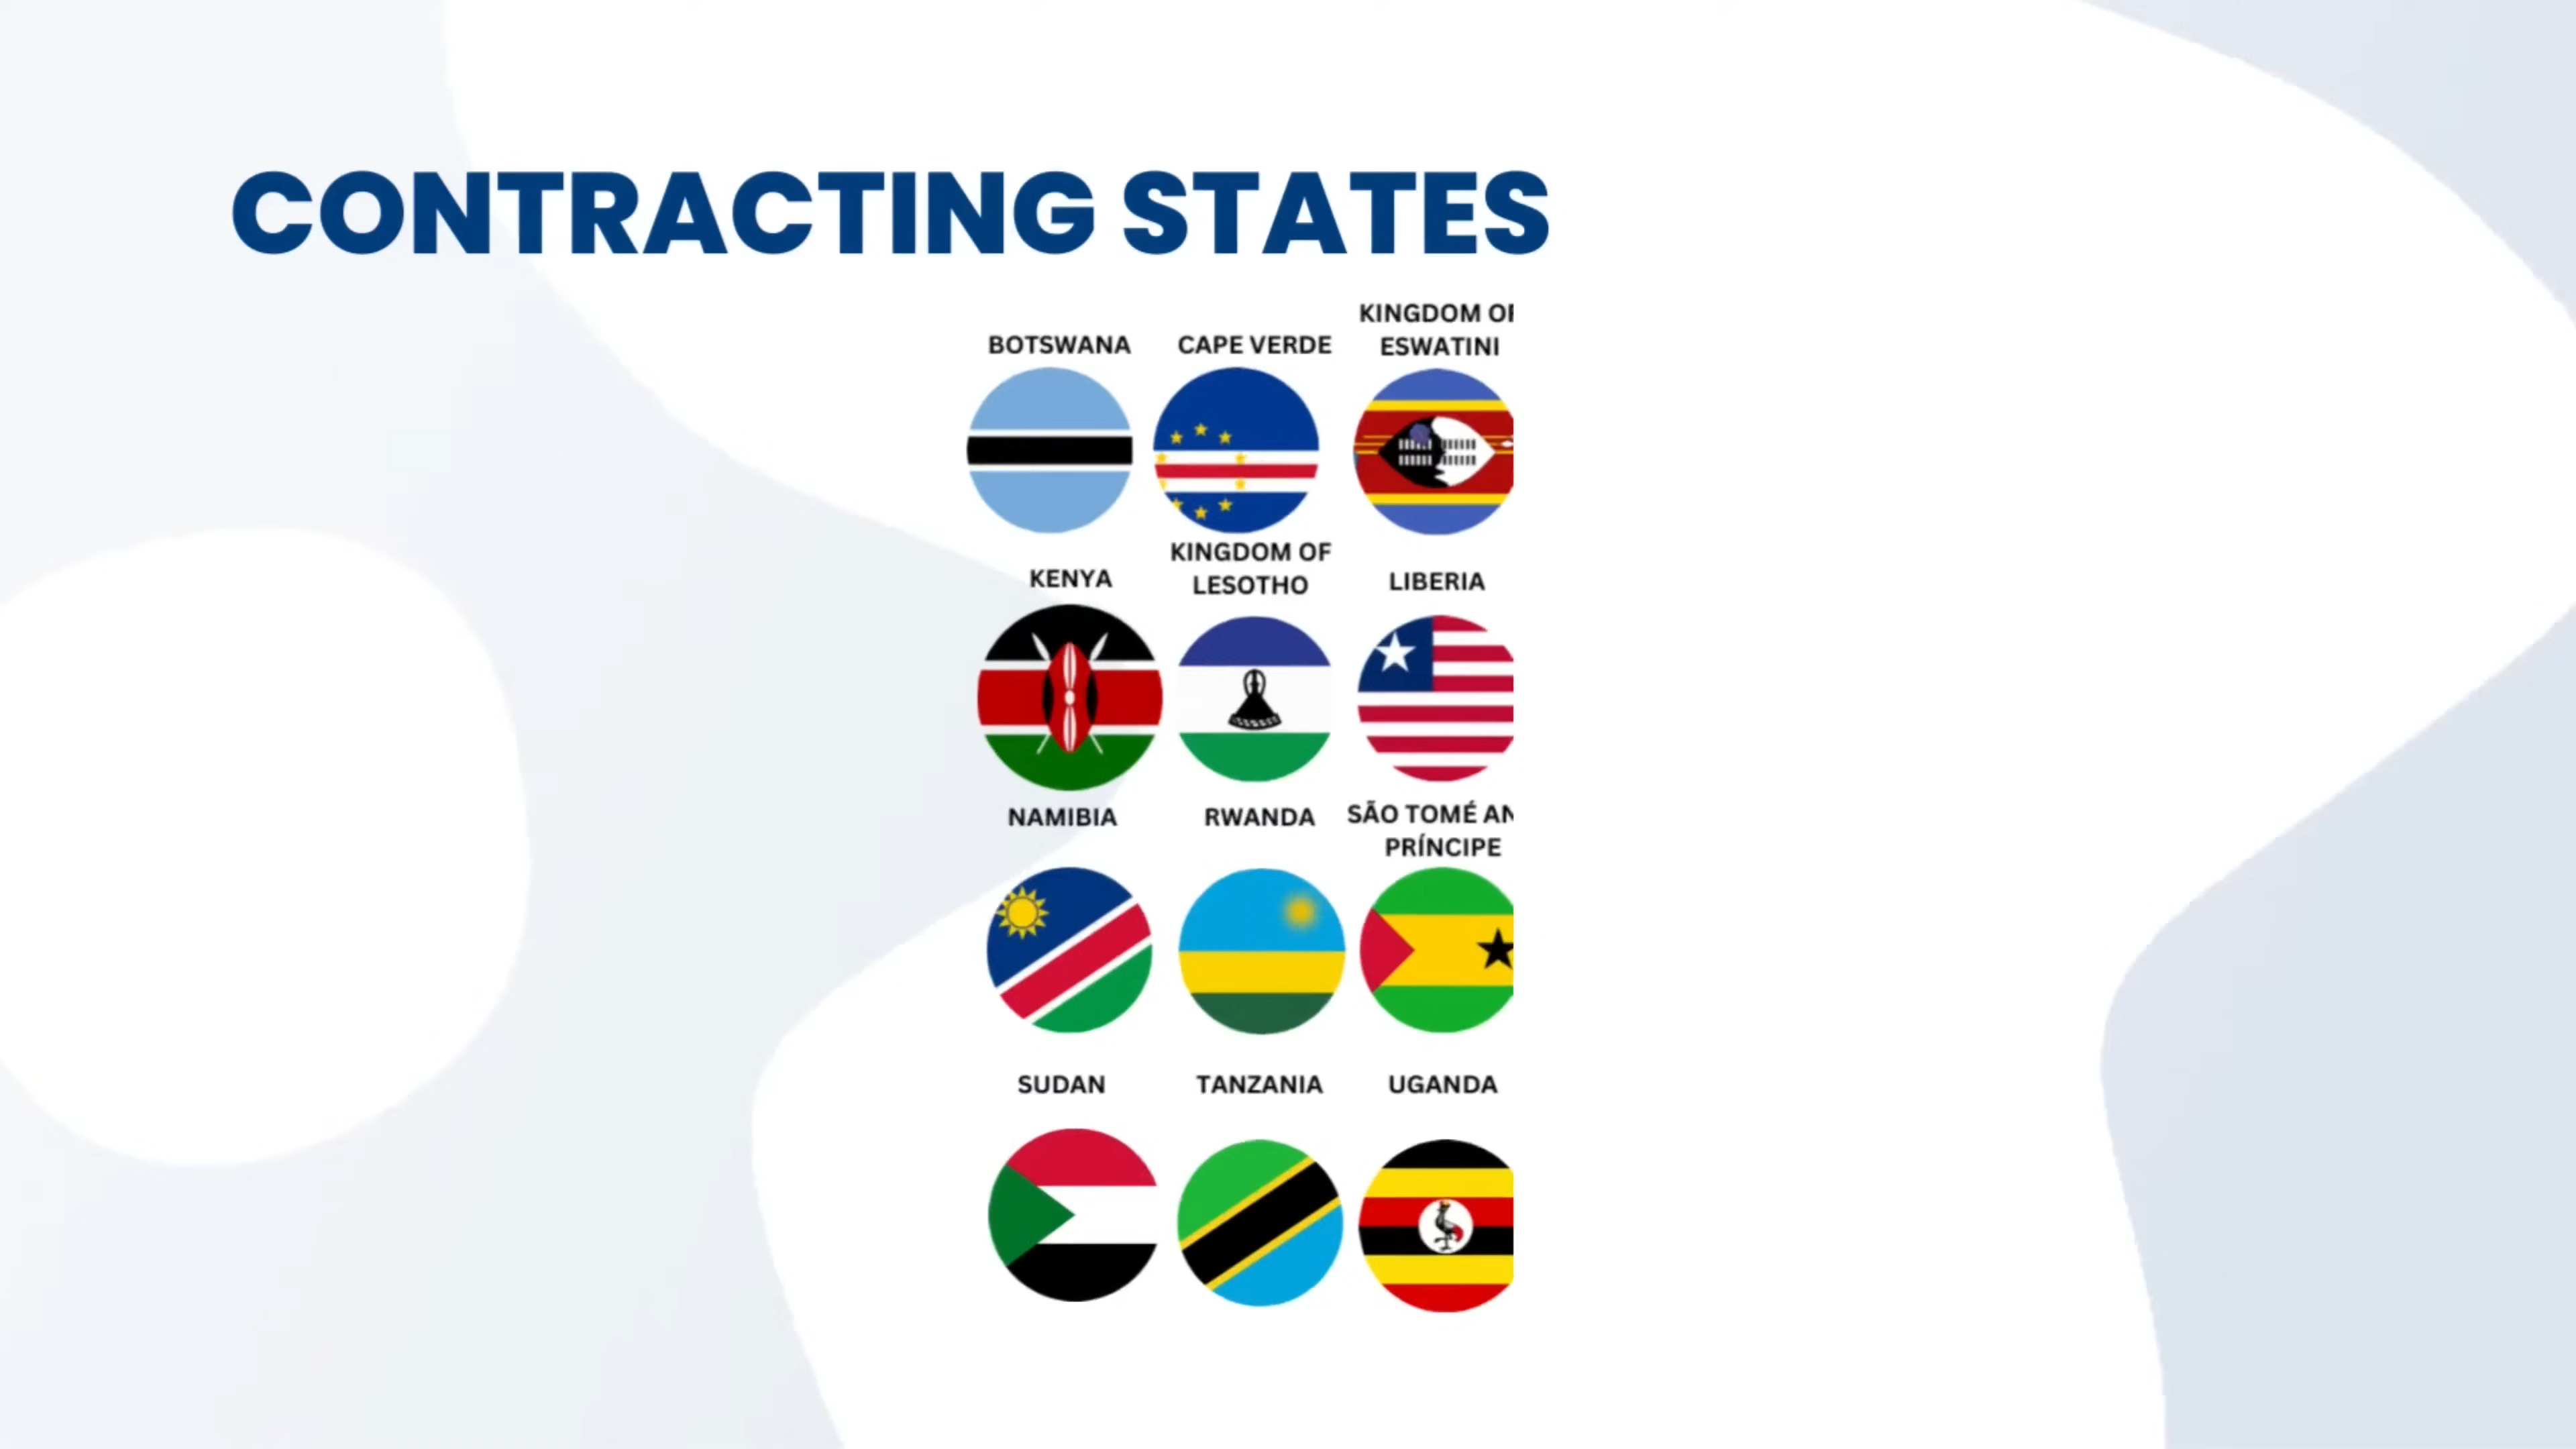 CONTRACTING STATES
BOTSWANA
CAPE VERDE
KINGDOM OF
ESWATINI
KENYA
KINGDOM OF
LESOTHO
LIBERIA
NAMIBIA
RWANDA
SÃO TOMÉ AN
PRÍNCIPE
SUDAN
TANZANIA
UGANDA